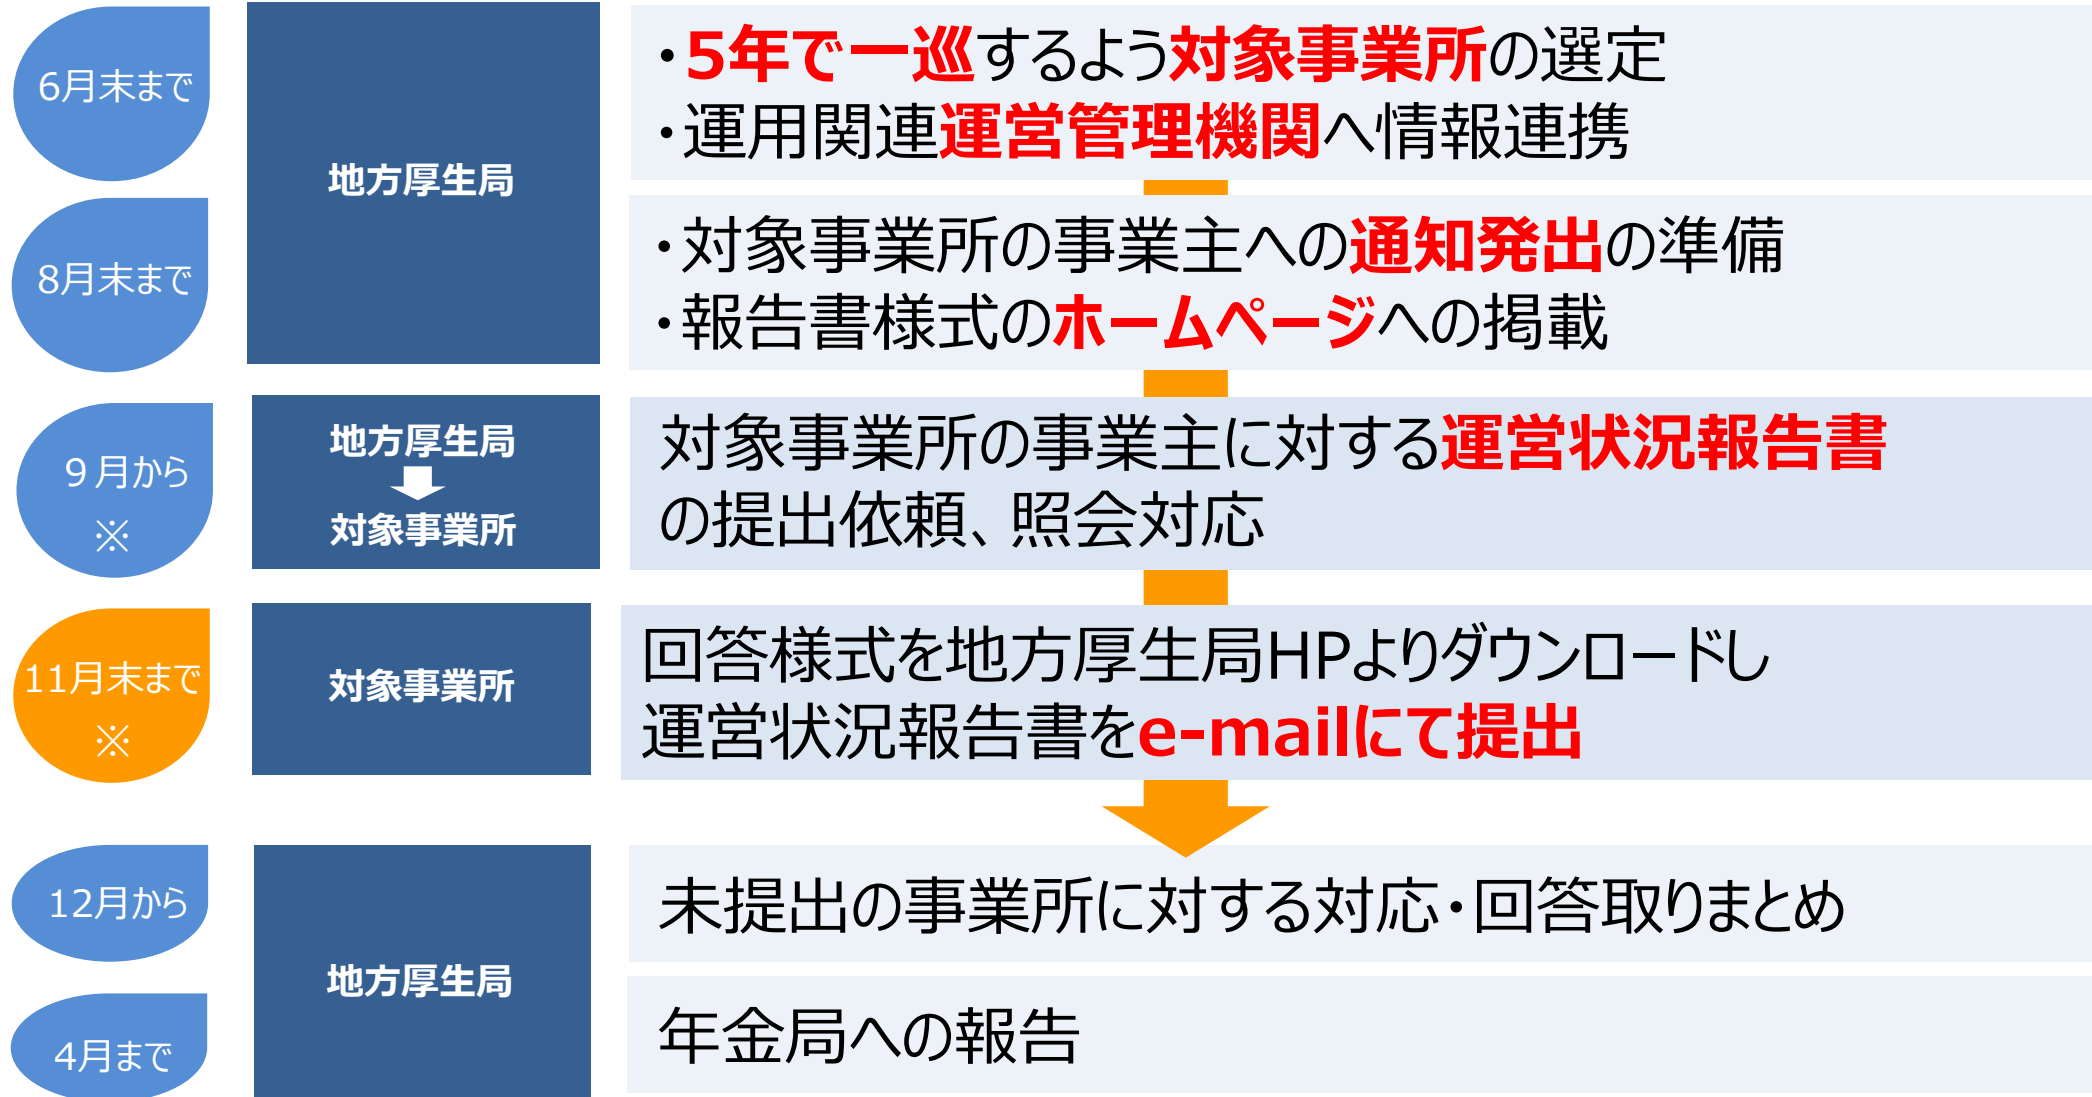 6月末まで
地方厚生局
・5年で一巡するよう対象事業所の選定
・運用関連運営管理機関へ情報連携
8月末まで
・対象事業所の事業主への通知発出の準備
・報告書様式のホームページへの掲載
９月から
※
地方厚生局
対象事業所
対象事業所の事業主に対する運営状況報告書
の提出依頼、照会対応
11月末まで
※
対象事業所
回答様式を地方厚生局HPよりダウンロードし
運営状況報告書をe-mailにて提出
12月から
地方厚生局
未提出の事業所に対する対応・回答取りまとめ
4月まで
年金局への報告